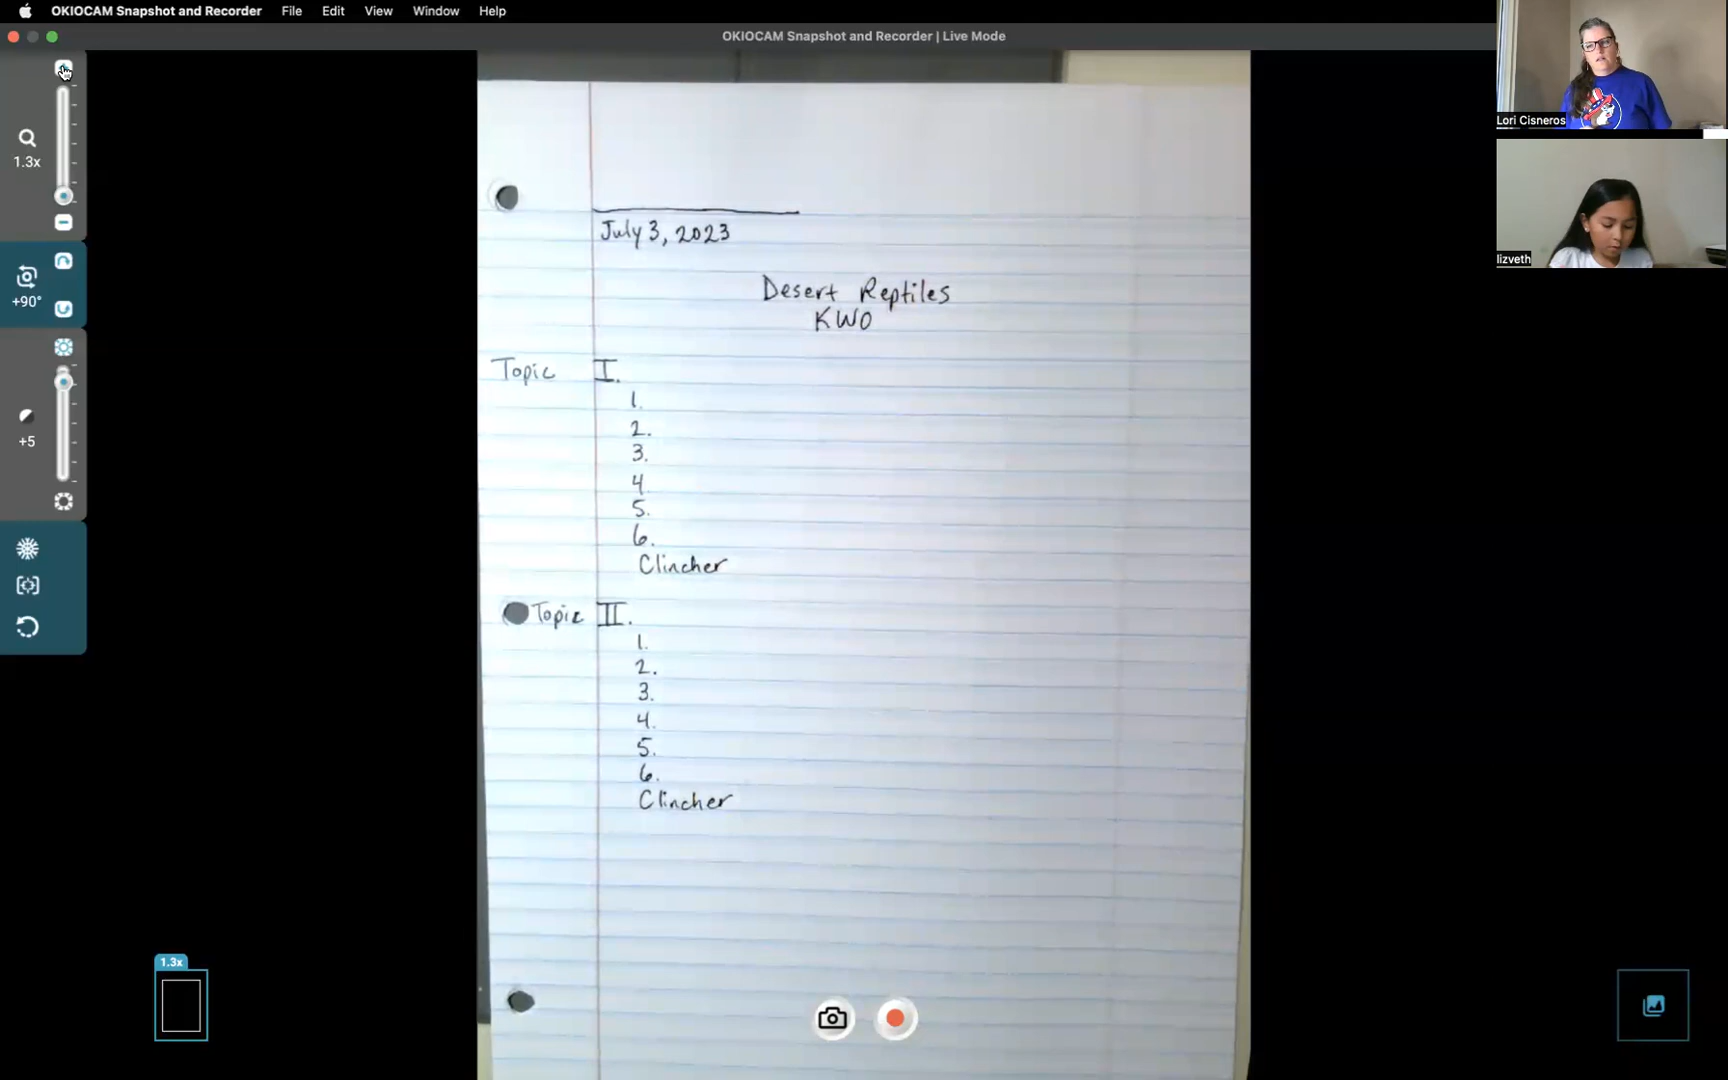 OKIOCAM Snapshot and Recorder File Edit View Window Help
OKIOCAM Snapshot and Recorder | Live Mode
1.3x
+90°
+5
1.3x
Lori Cisneros
lizveth
July 3, 2023
Desert Reptiles
KWO
Topic I.
1.
2.
3.
4
5.
6.
Clincher
Topic II.
1.
2.
3.
4.
5.
6.
Clincher